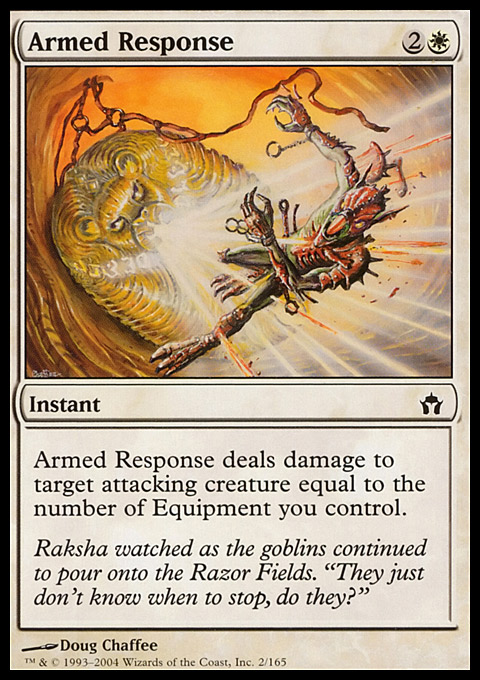 Armed Response 2
Instant
Armed Response deals damage to
target attacking creature equal to the
number of Equipment you control.
Raksha watched as the goblins continued
to pour onto the Razor Fields. “They just
don’t know when to stop, do they?”
Doug Chaffee
™ & © 1993–2004 Wizards of the Coast, Inc. 2/165